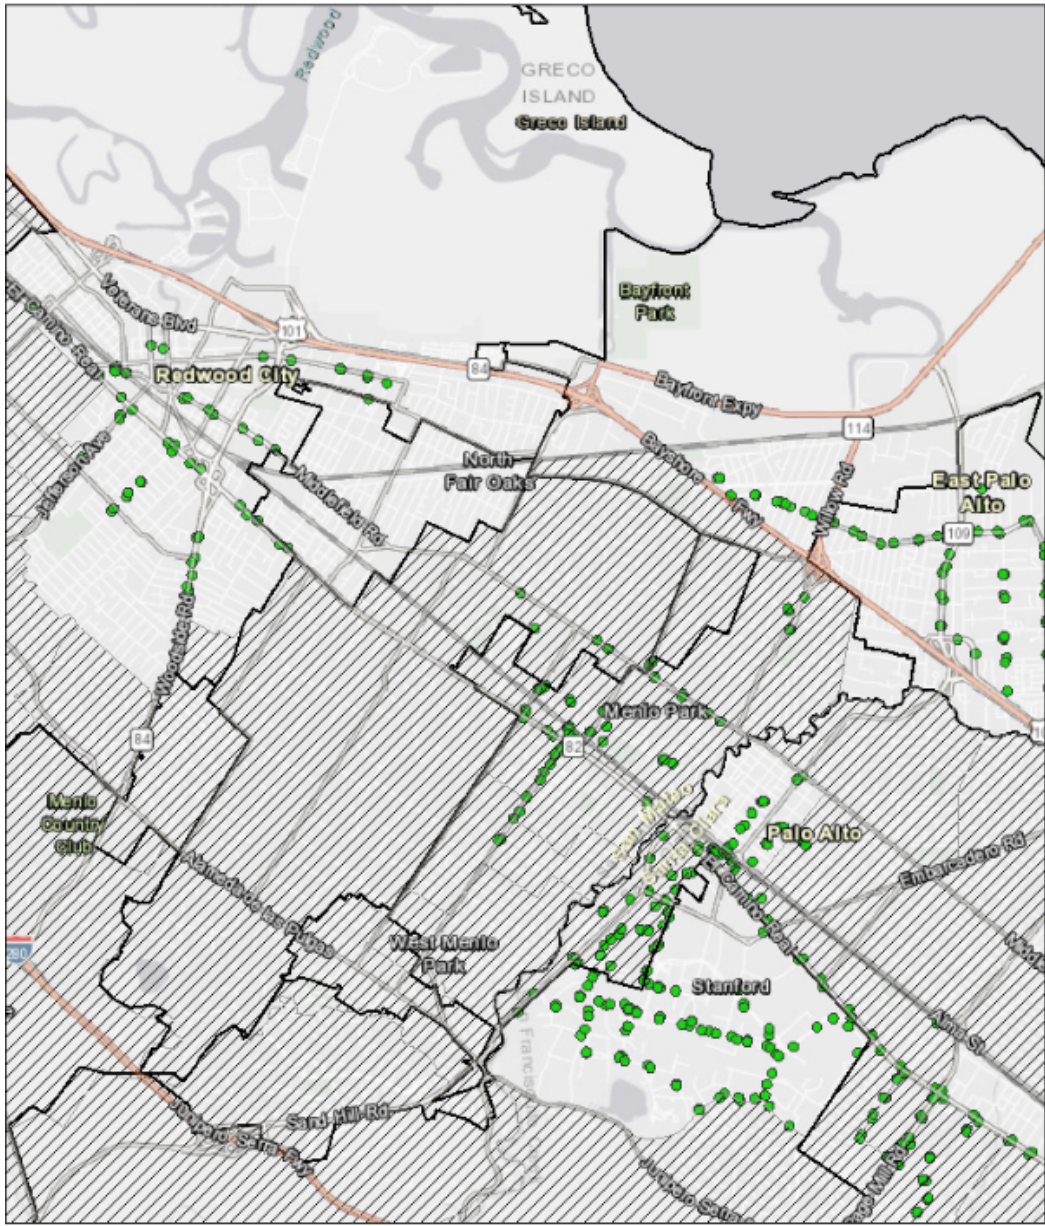 Redwood
GRECO
ISLAND
Greco Island
Bayfront
Park
Veterans Blvd
El Camino Real
101
Redwood City
84
Bayfront Expy
114
North
Fair Oaks
Middlefield Rd
Jefferson Ave
Bayshore Fwy
Willow Rd
East Palo
Alto
109
Woodside Rd
84
Menlo Park
82
San Mateo
Santa Clara
Palo Alto
Embarcadero Rd
El Camino Real
Menlo
Country
Club
Alameda de las Pulgas
West Menlo
Park
280
Stanford
Alma St
Sand Hill Rd
Junipero Serra Fwy
Junipero Serra
Page Mill Rd